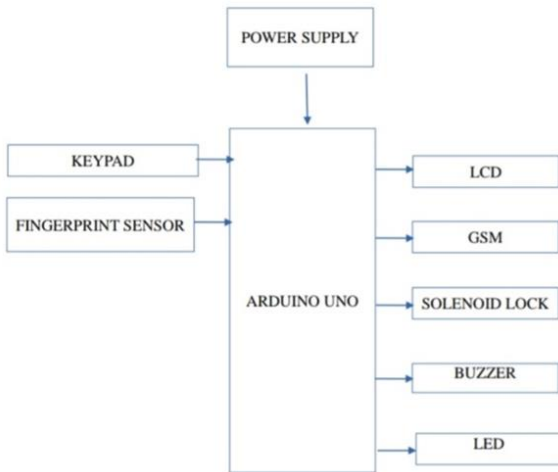 POWER SUPPLY
KEYPAD
FINGERPRINT SENSOR
ARDUINO UNO
LCD
GSM
SOLENOID LOCK
BUZZER
LED